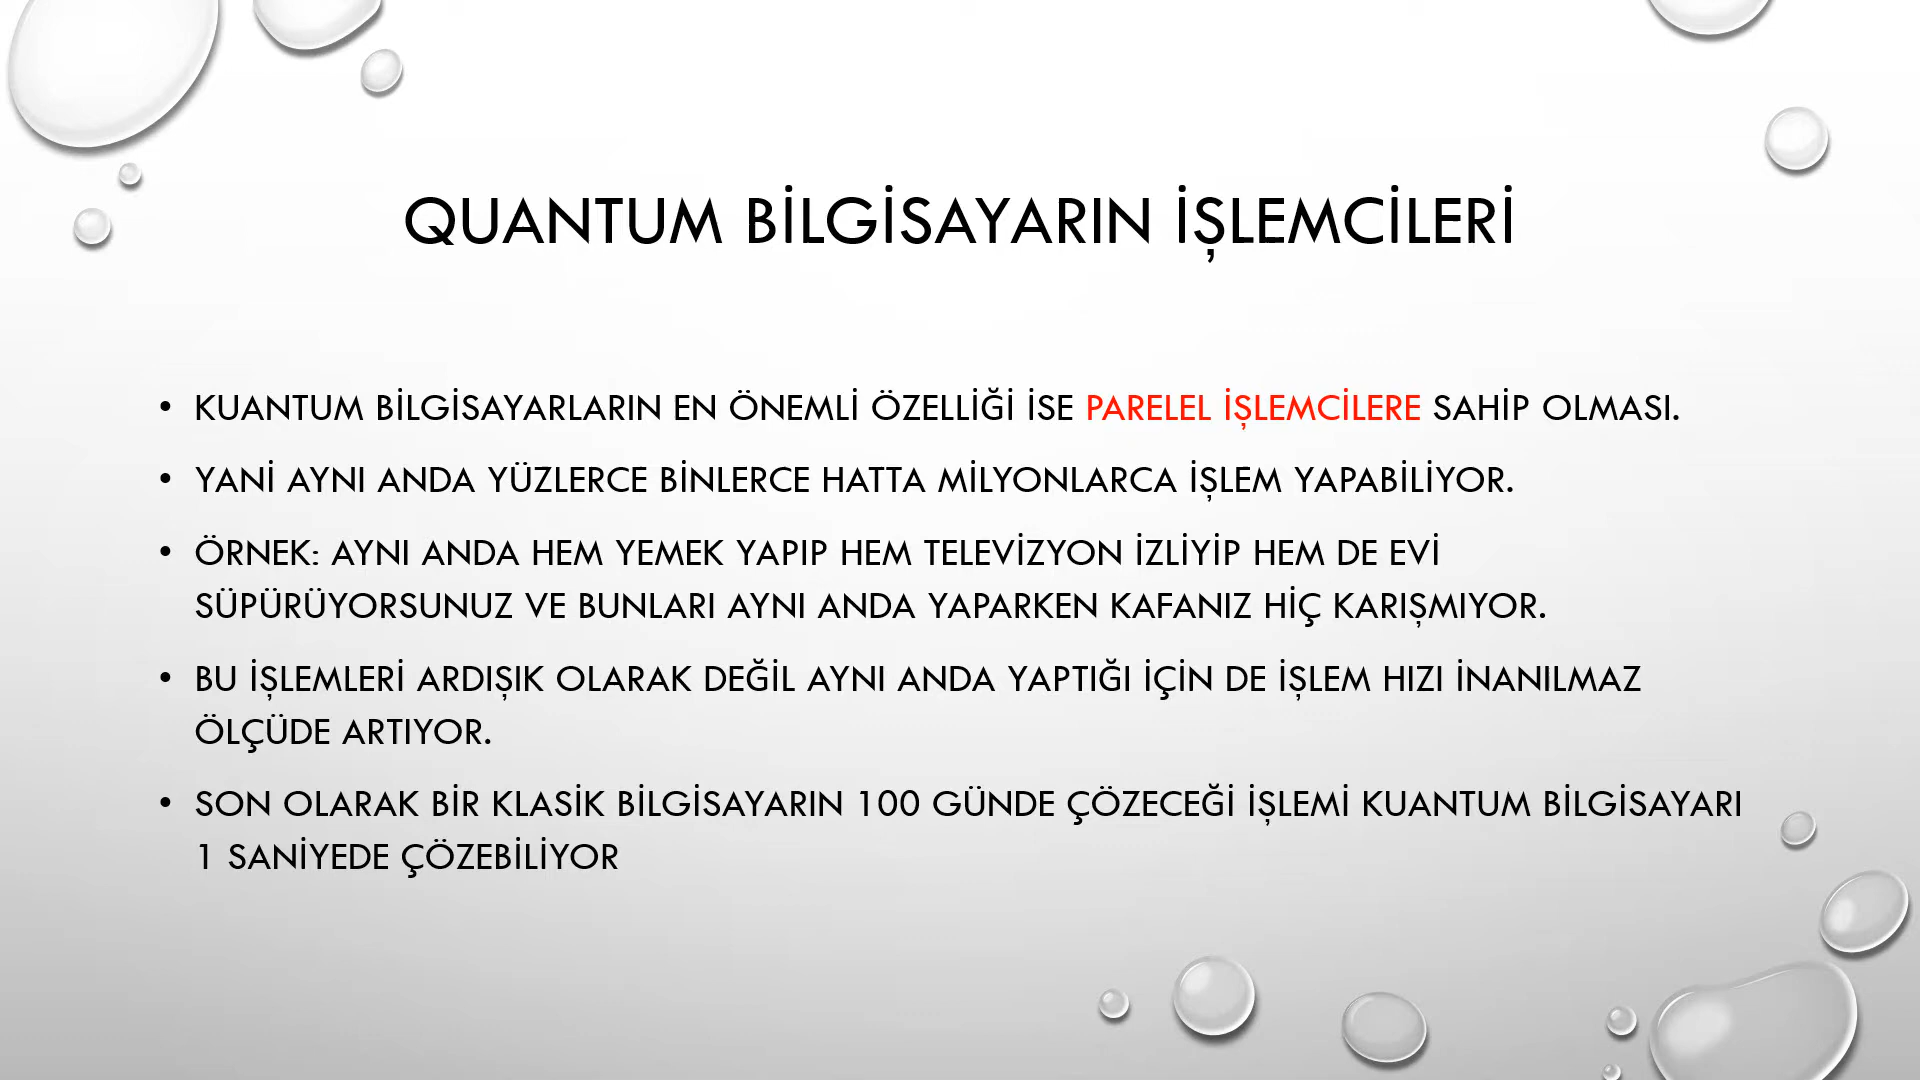 QUANTUM BİLGİSAYARIN İŞLEMCİLERİ
• KUANTUM BİLGİSAYARLARIN EN ÖNEMLİ ÖZELLİĞİ İSE PARELEL İŞLEMCİLERE SAHİP OLMASI.
• YANİ AYNI ANDA YÜZLERCE BİNLERCE HATTA MİLYONLARCA İŞLEM YAPABİLİYOR.
• ÖRNEK: AYNI ANDA HEM YEMEK YAPIP HEM TELEVİZYON İZLİYİP HEM DE EVİ
SÜPÜRÜYORSUNUZ VE BUNLARI AYNI ANDA YAPARKEN KAFANIZ HİÇ KARIŞMIYOR.
• BU İŞLEMLERİ ARDIŞIK OLARAK DEĞİL AYNI ANDA YAPTIĞI İÇİN DE İŞLEM HIZI İNANILMAZ
ÖLÇÜDE ARTIYOR.
• SON OLARAK BİR KLASİK BİLGİSAYARIN 100 GÜNDE ÇÖZECEĞİ İŞLEMİ KUANTUM BİLGİSAYARI
1 SANİYEDE ÇÖZEBİLİYOR